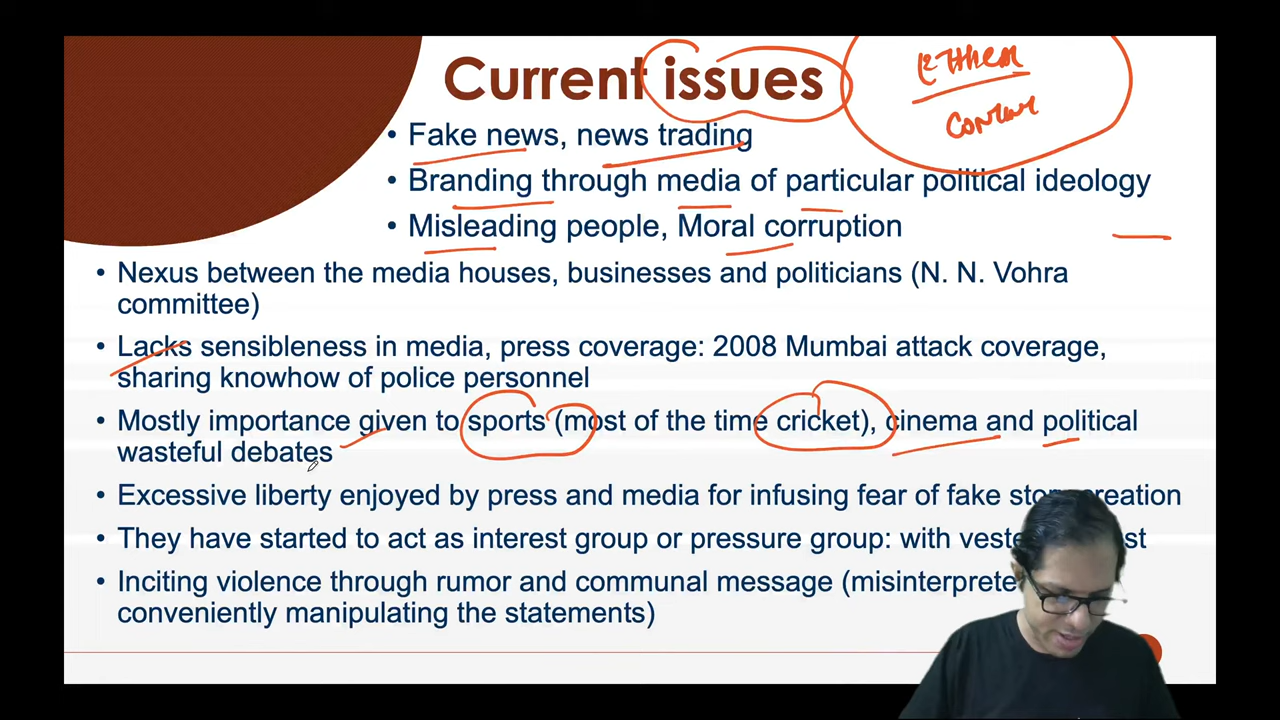 Current issues
• Fake news, news trading
• Branding through media of particular political ideology
• Misleading people, Moral corruption
• Nexus between the media houses, businesses and politicians (N. N. Vohra
committee)
• Lacks sensibleness in media, press coverage: 2008 Mumbai attack coverage,
sharing knowhow of police personnel
• Mostly importance given to sports (most of the time cricket), cinema and political
wasteful debates
• Excessive liberty enjoyed by press and media for infusing fear of fake story creation
• They have started to act as interest group or pressure group: with
• Inciting violence through rumor and communal message
conveniently manipulating the statements)